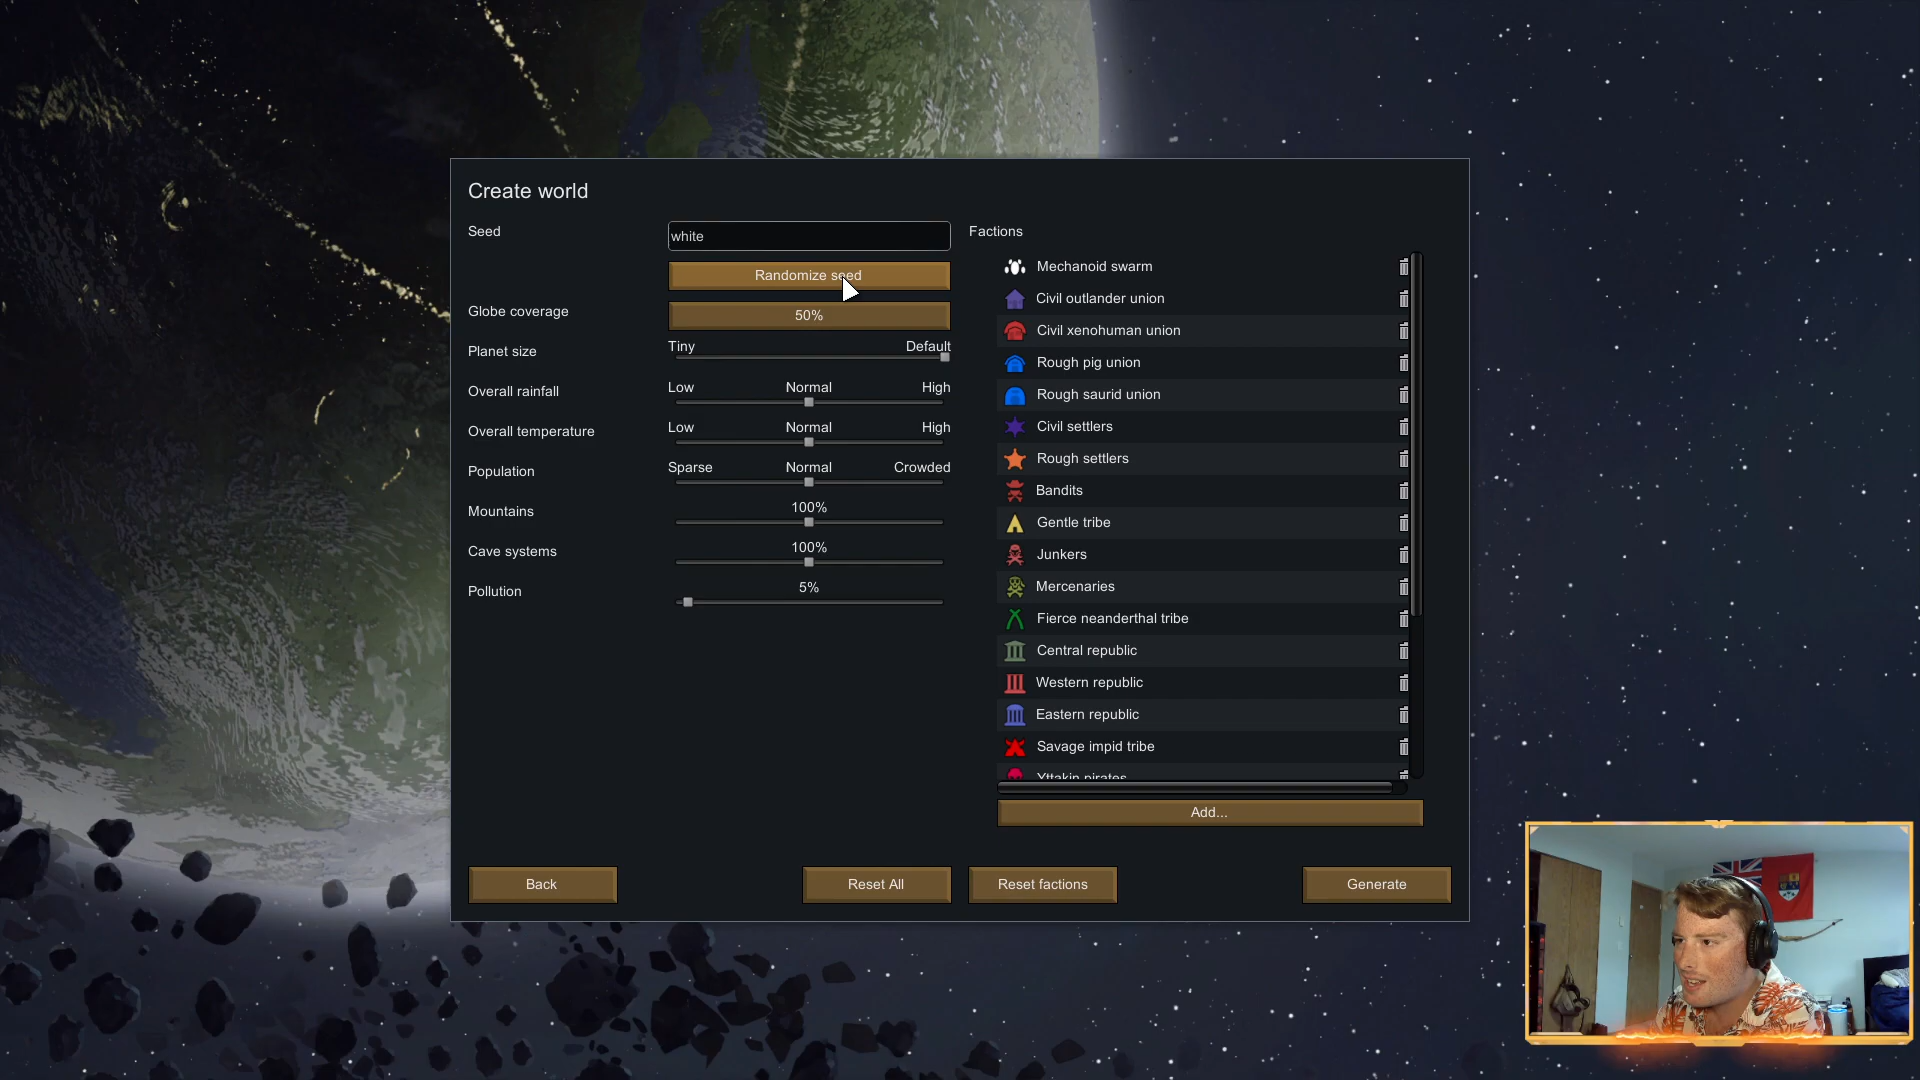 Create world
Seed
white
Randomize seed
Globe coverage
50%
Planet size
Tiny Default
Overall rainfall
Low Normal High
Overall temperature
Low Normal High
Population
Sparse Normal Crowded
Mountains
100%
Cave systems
100%
Pollution
5%
Factions
Mechanoid swarm
Civil outlander union
Civil xenohuman union
Rough pig union
Rough saurid union
Civil settlers
Rough settlers
Bandits
Gentle tribe
Junkers
Mercenaries
Fierce neanderthal tribe
Central republic
Western republic
Eastern republic
Savage impid tribe
Yttakin pirates
Add...
Back
Reset All
Reset factions
Generate